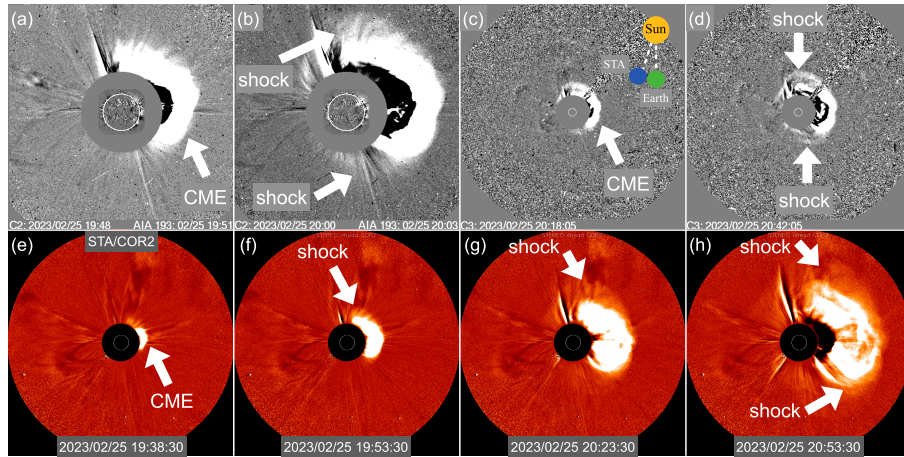 (a)
CME
C2: 2023/02/25 19:48
AIA 193: 2023/02/25 19:51
(b)
shock
shock
C2: 2023/02/25 20:00
AIA 193: 2023/02/25 20:03
(c)
Sun
STA
Earth
CME
C3: 2023/02/25 20:18:05
(d)
shock
shock
C3: 2023/02/25 20:42:05
(e)
STA/COR2
CME
2023/02/25 19:38:30
(f)
shock
2023/02/25 19:53:30
(g)
shock
2023/02/25 20:23:30
(h)
shock
shock
2023/02/25 20:53:30